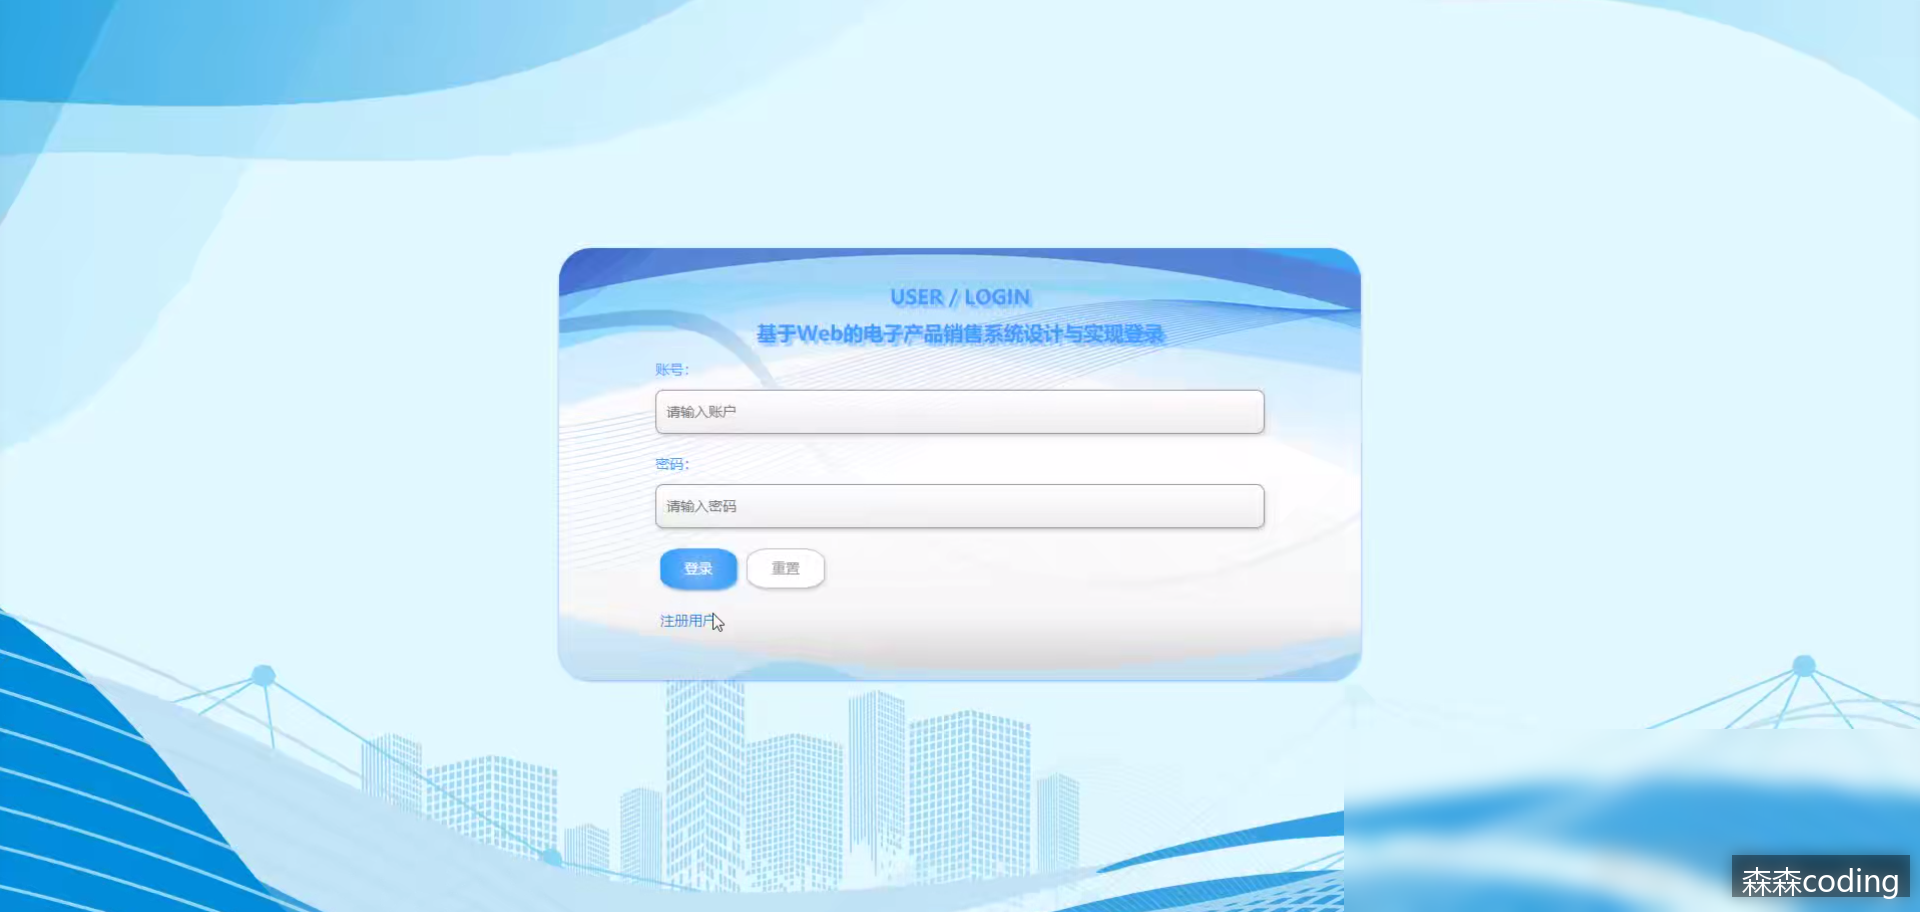 USER / LOGIN
基于Web的电子产品销售系统设计与实现登录
账号:
请输入账户
密码:
请输入密码
登录
重置
注册用户
森森coding